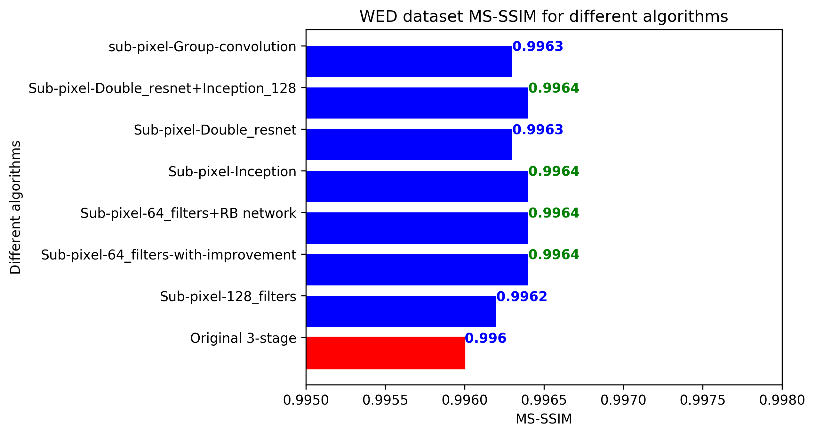 WED dataset MS-SSIM for different algorithms
sub-pixel-Group-convolution 0.9963
Sub-pixel-Double_resnet+Inception_128 0.9964
Sub-pixel-Double_resnet 0.9963
Sub-pixel-Inception 0.9964
Sub-pixel-64_filters+RB network 0.9964
Sub-pixel-64_filters-with-improvement 0.9964
Sub-pixel-128_filters 0.9962
Original 3-stage 0.996
Different algorithms
0.9950 0.9955 0.9960 0.9965 0.9970 0.9975 0.9980
MS-SSIM